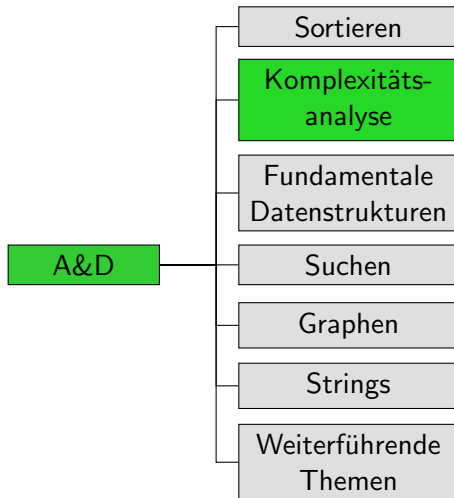 Sortieren
Komplexitäts-
analyse
Fundamentale
Datenstrukturen
A&D
Suchen
Graphen
Strings
Weiterführende
Themen